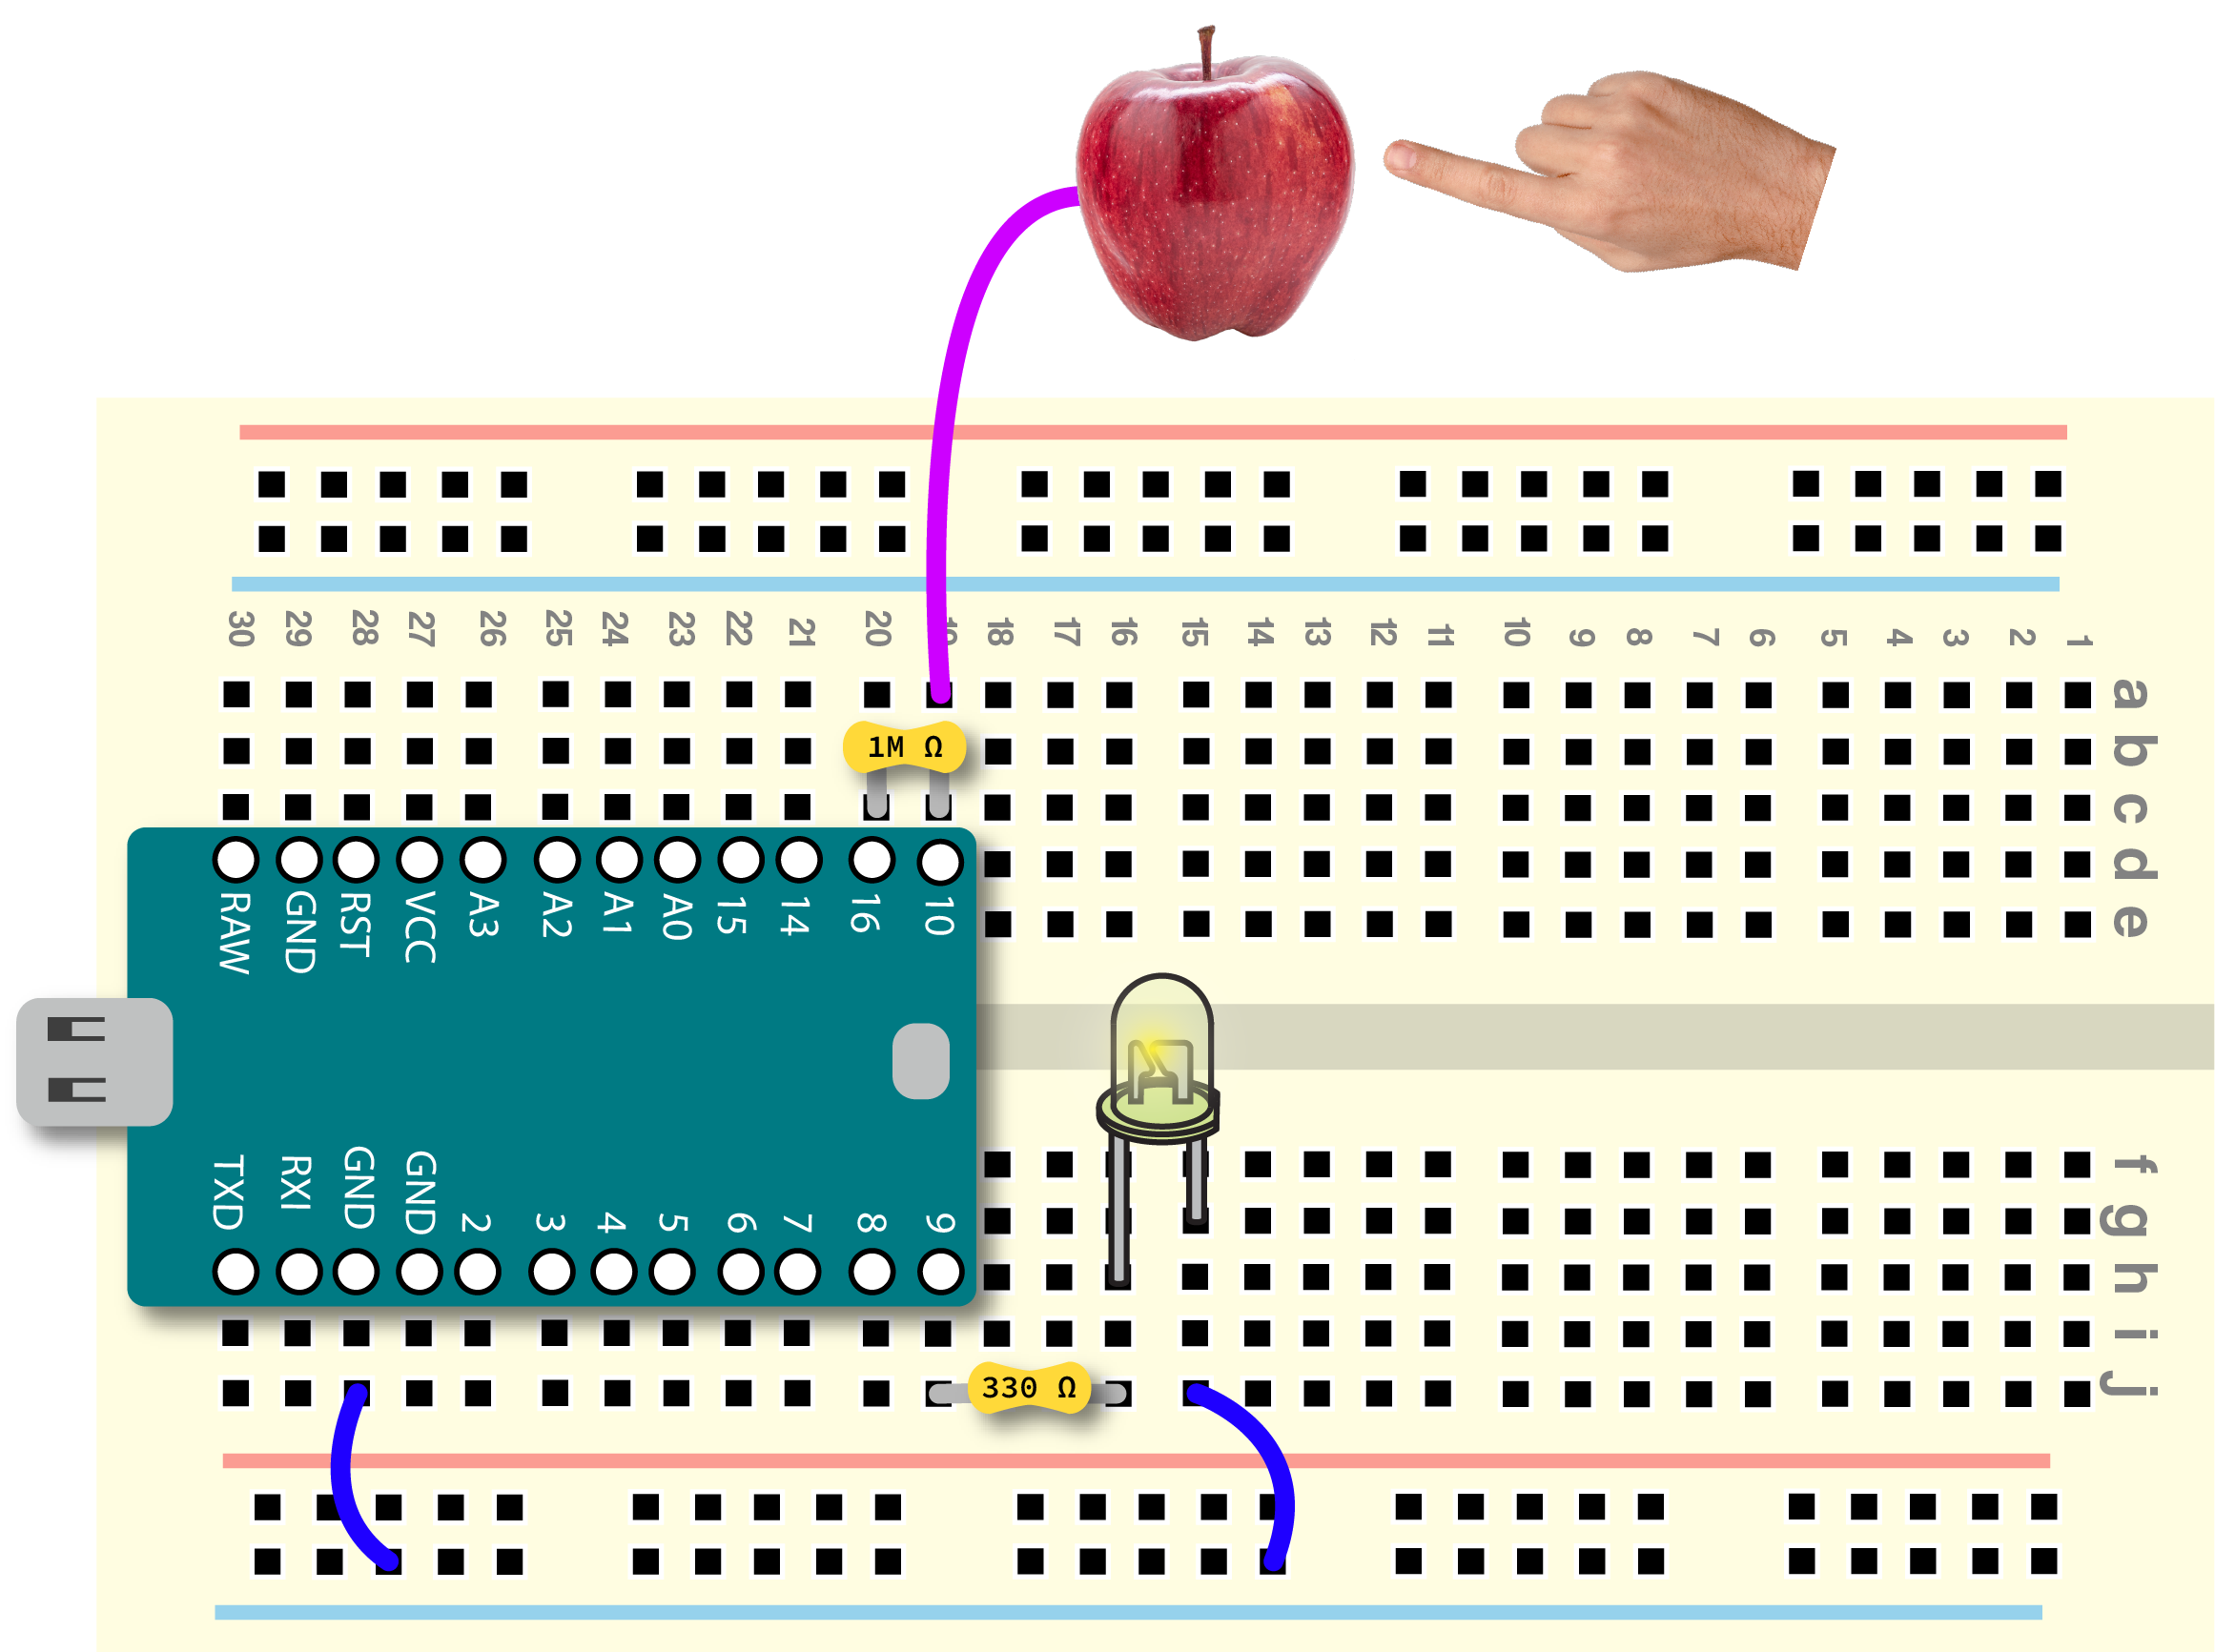 30 29 28 27 26 25 24 23 22 21 20 18 17 16 15 14 13 12 11 10 9 8 7 6 5 4 3 2 1
a
1M Ω
b
c
d
RAW GND RST VCC A3 A2 A1 A0 15 14 16 10
e
TXD RXI GND GND 2 3 4 5 6 7 8 9
f
g
h
i
330 Ω
j